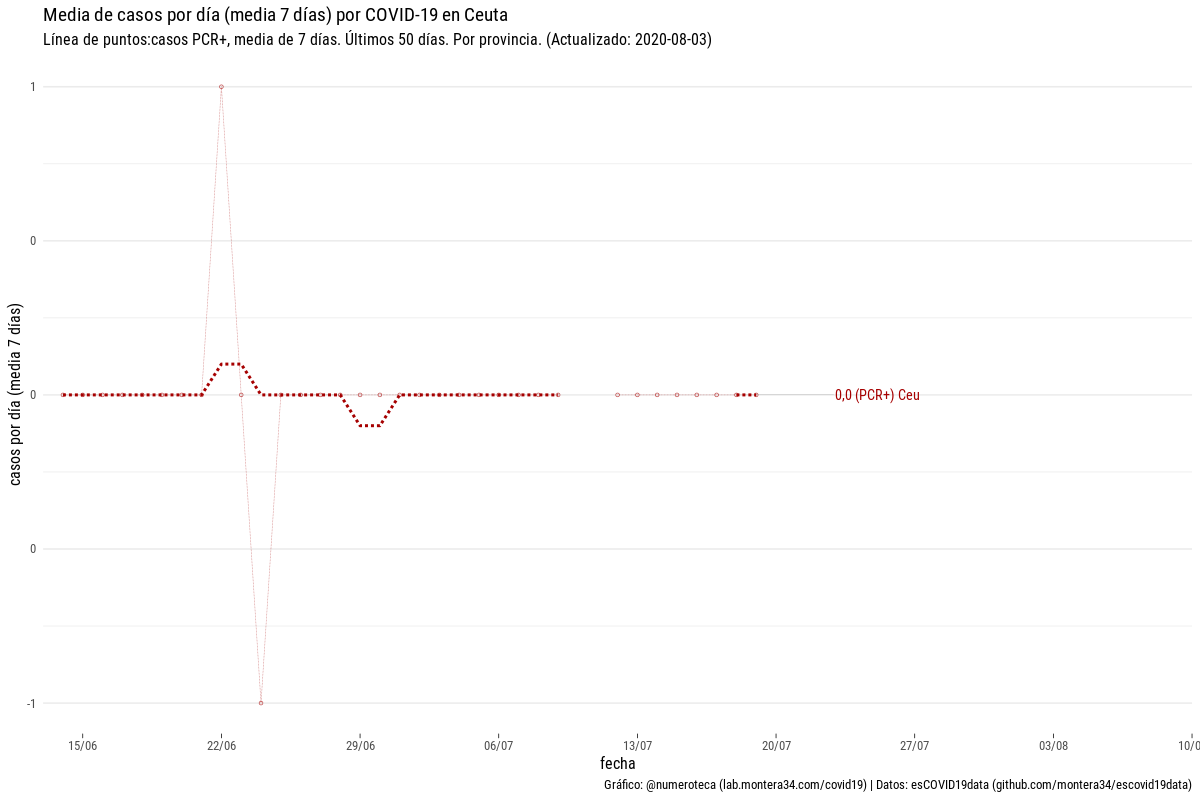 Media de casos por día (media 7 días) por COVID-19 en Ceuta
Línea de puntos:casos PCR+, media de 7 días. Últimos 50 días. Por provincia. (Actualizado: 2020-08-03)
casos por día (media 7 días)
1
0
0
0
-1
0,0 (PCR+) Ceu
15/06
22/06
29/06
06/07
13/07
20/07
27/07
03/08
10/0
fecha
Gráfico: @numeroteca (lab.montera34.com/covid19) | Datos: esCOVID19data (github.com/montera34/escovid19data)